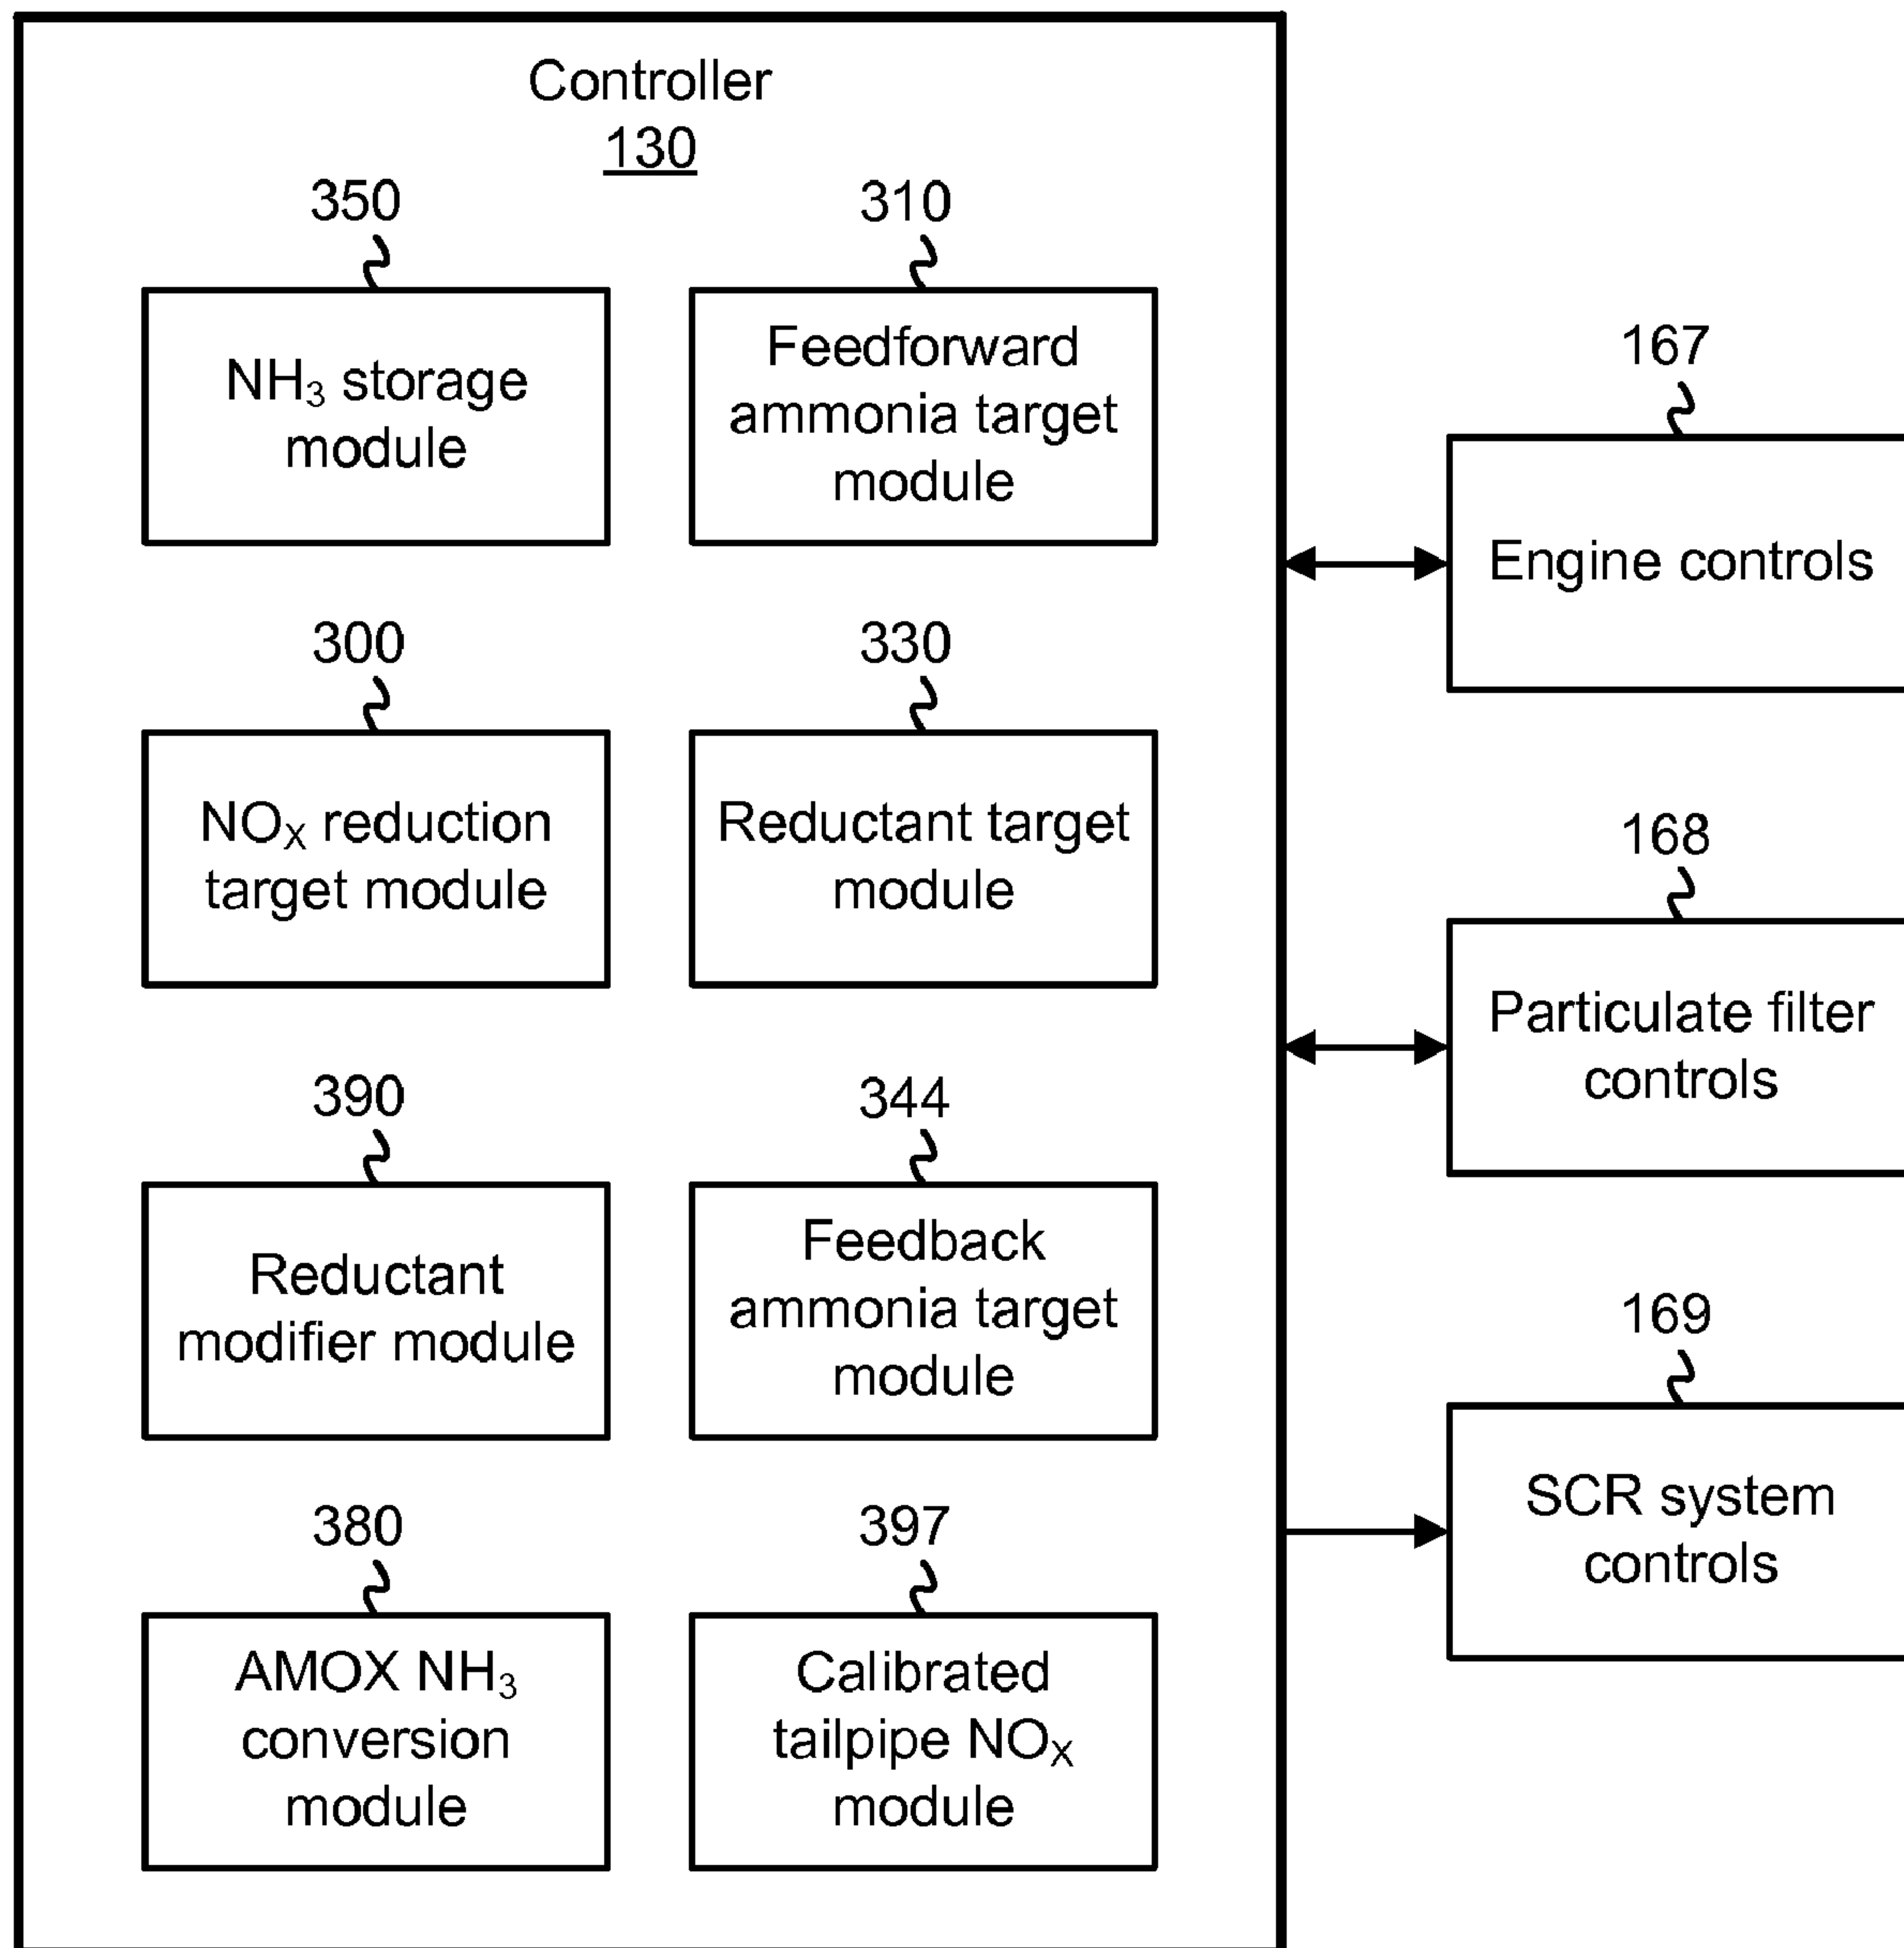 Controller
130
350
NH₃ storage
module
310
Feedforward
ammonia target
module
300
NOₓ reduction
target module
330
Reductant target
module
390
Reductant
modifier module
344
Feedback
ammonia target
module
380
AMOX NH₃
conversion
module
397
Calibrated
tailpipe NOₓ
module
167
Engine controls
168
Particulate filter
controls
169
SCR system
controls